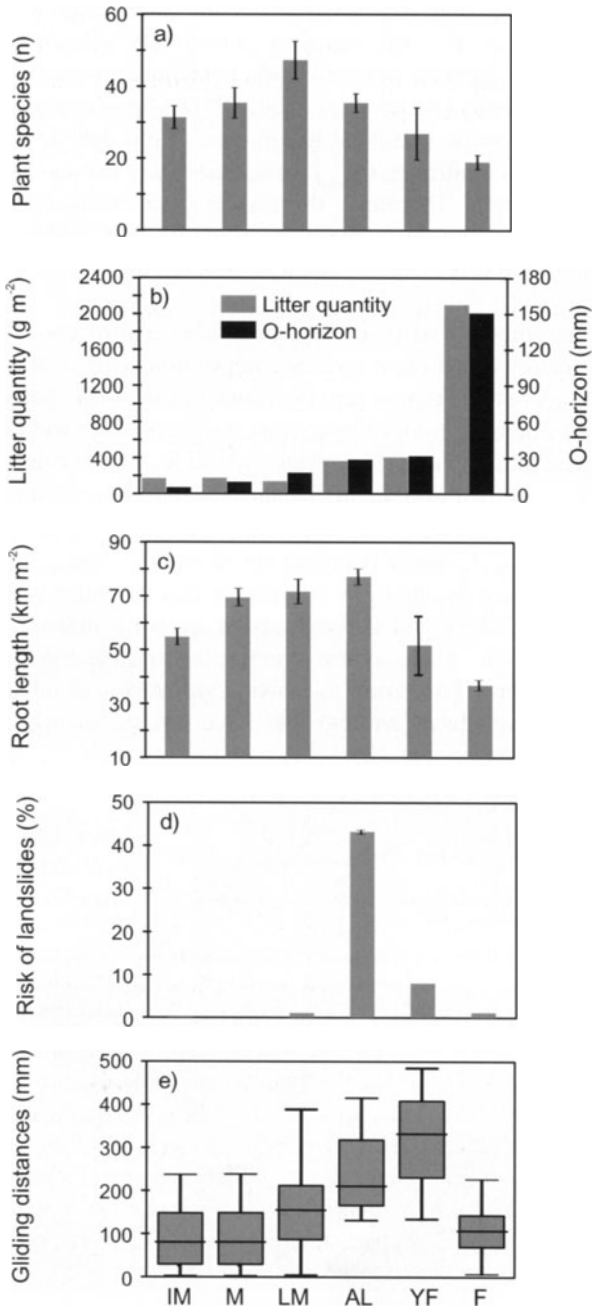 a)
Plant species (n)
60
40
20
0
b)
Litter quantity (g m⁻²)
2400
2000
1600
1200
800
400
0
Litter quantity
O-horizon
180
150
120
90
60
30
0
O-horizon (mm)
c)
Root length (km m⁻²)
90
70
50
30
10
d)
Risk of landslides (%)
50
40
30
20
10
0
e)
Gliding distances (mm)
500
400
300
200
100
0
IM M LM AL YF F